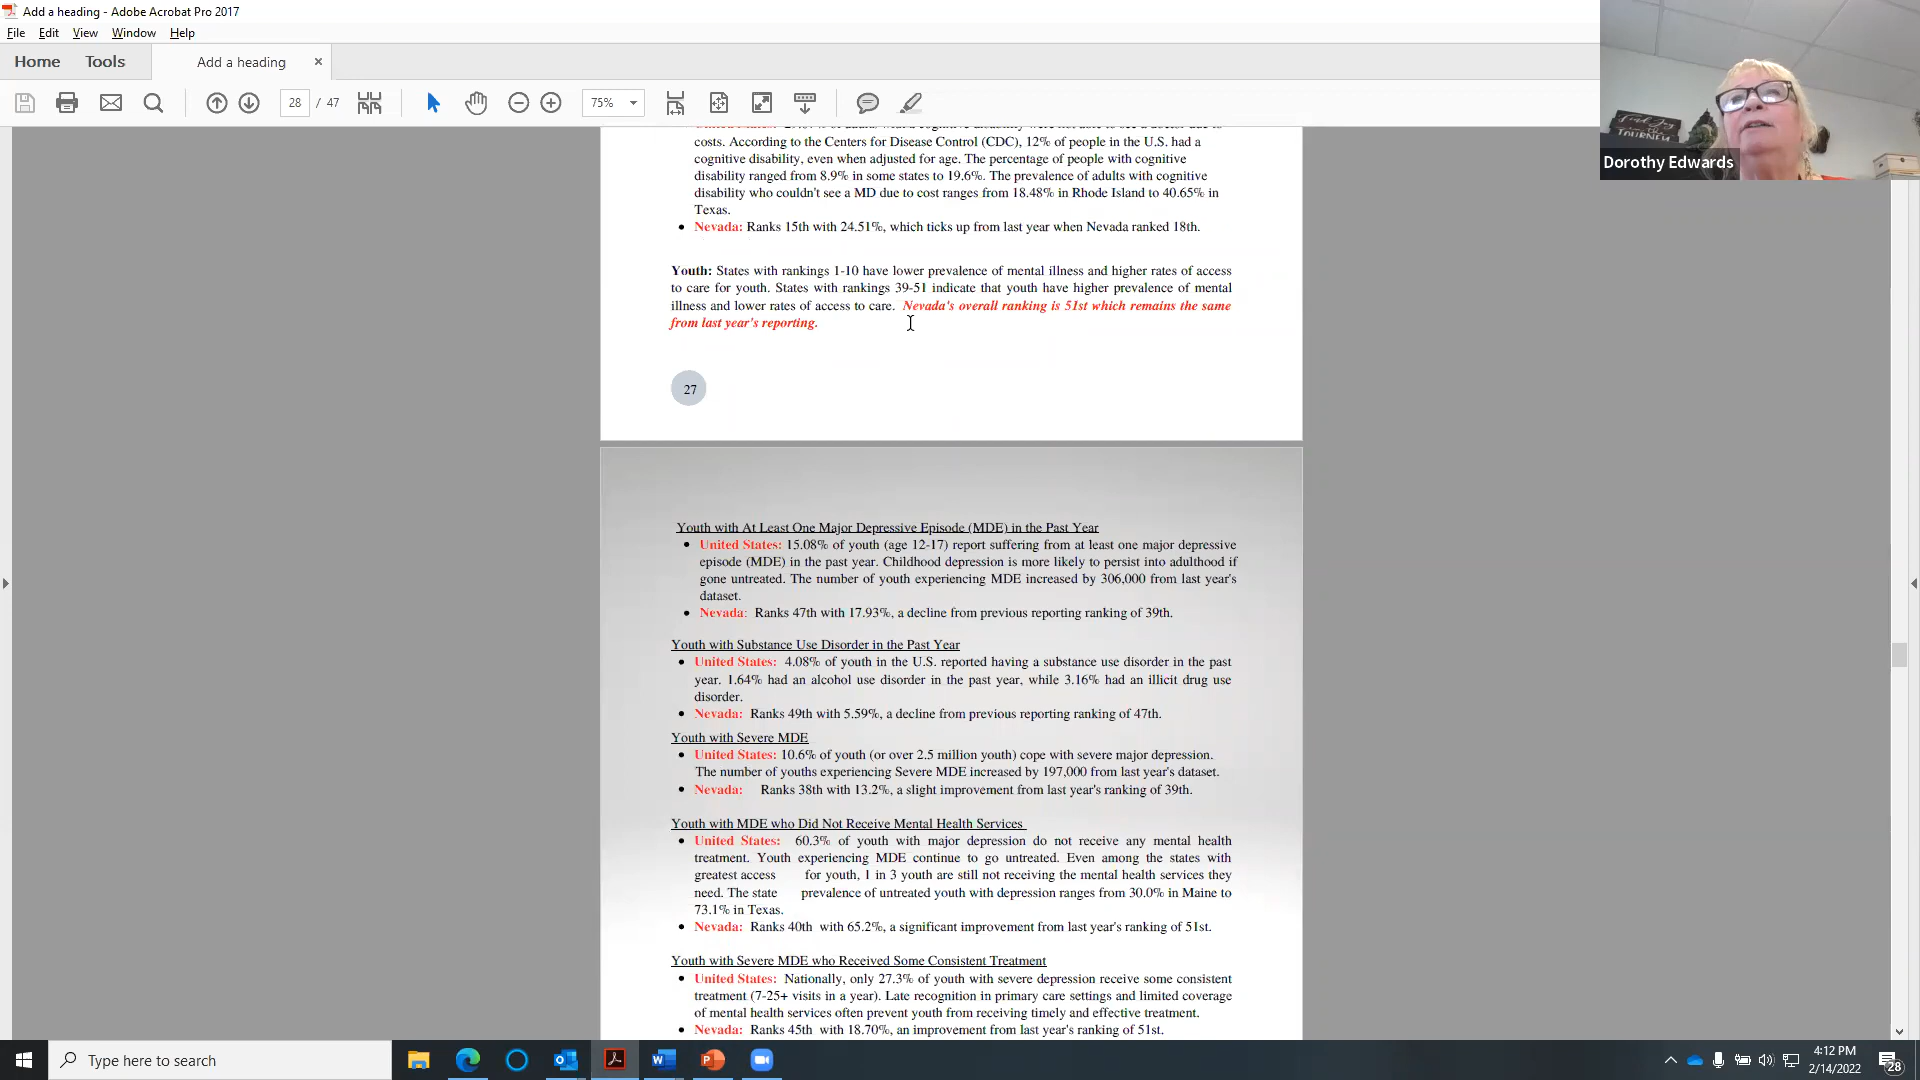 Add a heading - Adobe Acrobat Pro 2017
File Edit View Window Help
Home Tools Add a heading ×
28 / 47 75%
costs. According to the Centers for Disease Control (CDC), 12% of people in the U.S. had a
cognitive disability, even when adjusted for age. The percentage of people with cognitive
disability ranged from 8.9% in some states to 19.6%. The prevalence of adults with cognitive
disability who couldn't see a MD due to cost ranges from 18.48% in Rhode Island to 40.65% in
Texas.
• Nevada: Ranks 15th with 24.51%, which ticks up from last year when Nevada ranked 18th.
Youth: States with rankings 1-10 have lower prevalence of mental illness and higher rates of access
to care for youth. States with rankings 39-51 indicate that youth have higher prevalence of mental
illness and lower rates of access to care. Nevada's overall ranking is 51st which remains the same
from last year's reporting.
27
Youth with At Least One Major Depressive Episode (MDE) in the Past Year
• United States: 15.08% of youth (age 12-17) report suffering from at least one major depressive
episode (MDE) in the past year. Childhood depression is more likely to persist into adulthood if
gone untreated. The number of youth experiencing MDE increased by 306,000 from last year's
dataset.
• Nevada: Ranks 47th with 17.93%, a decline from previous reporting ranking of 39th.
Youth with Substance Use Disorder in the Past Year
• United States: 4.08% of youth in the U.S. reported having a substance use disorder in the past
year. 1.64% had an alcohol use disorder in the past year, while 3.16% had an illicit drug use
disorder.
• Nevada: Ranks 49th with 5.59%, a decline from previous reporting ranking of 47th.
Youth with Severe MDE
• United States: 10.6% of youth (or over 2.5 million youth) cope with severe major depression.
The number of youths experiencing Severe MDE increased by 197,000 from last year's dataset.
• Nevada: Ranks 38th with 13.2%, a slight improvement from last year's ranking of 39th.
Youth with MDE who Did Not Receive Mental Health Services
• United States: 60.3% of youth with major depression do not receive any mental health
treatment. Youth experiencing MDE continue to go untreated. Even among the states with
greatest access for youth, 1 in 3 youth are still not receiving the mental health services they
need. The state prevalence of untreated youth with depression ranges from 30.0% in Maine to
73.1% in Texas.
• Nevada: Ranks 40th with 65.2%, a significant improvement from last year's ranking of 51st.
Youth with Severe MDE who Received Some Consistent Treatment
• United States: Nationally, only 27.3% of youth with severe depression receive some consistent
treatment (7-25+ visits in a year). Late recognition in primary care settings and limited coverage
of mental health services often prevent youth from receiving timely and effective treatment.
• Nevada: Ranks 45th with 18.70%, an improvement from last year's ranking of 51st.
JOURNEY
Dorothy Edwards
Type here to search
4:12 PM
2/14/2022
28